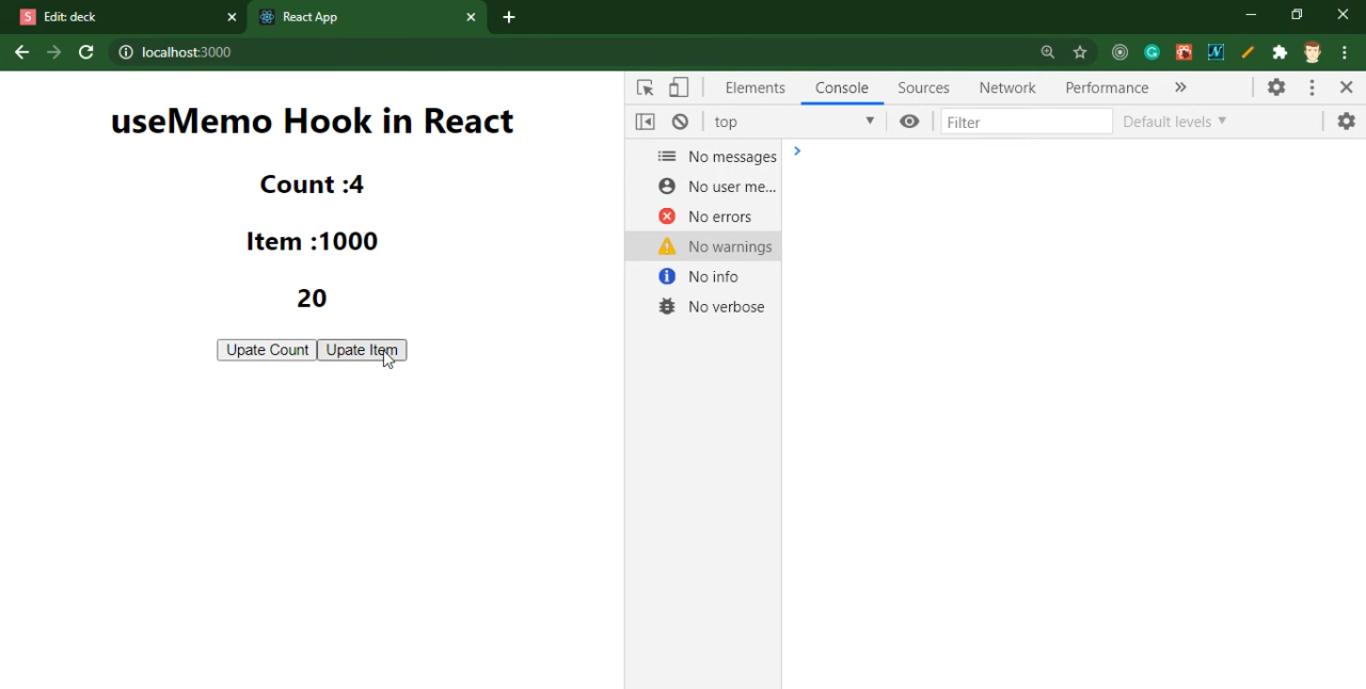 Edit: deck
React App
localhost:3000
useMemo Hook in React
Count :4
Item :1000
20
Upate Count
Upate Item
Elements
Console
Sources
Network
Performance
top
Filter
Default levels
No messages
No user me...
No errors
No warnings
No info
No verbose